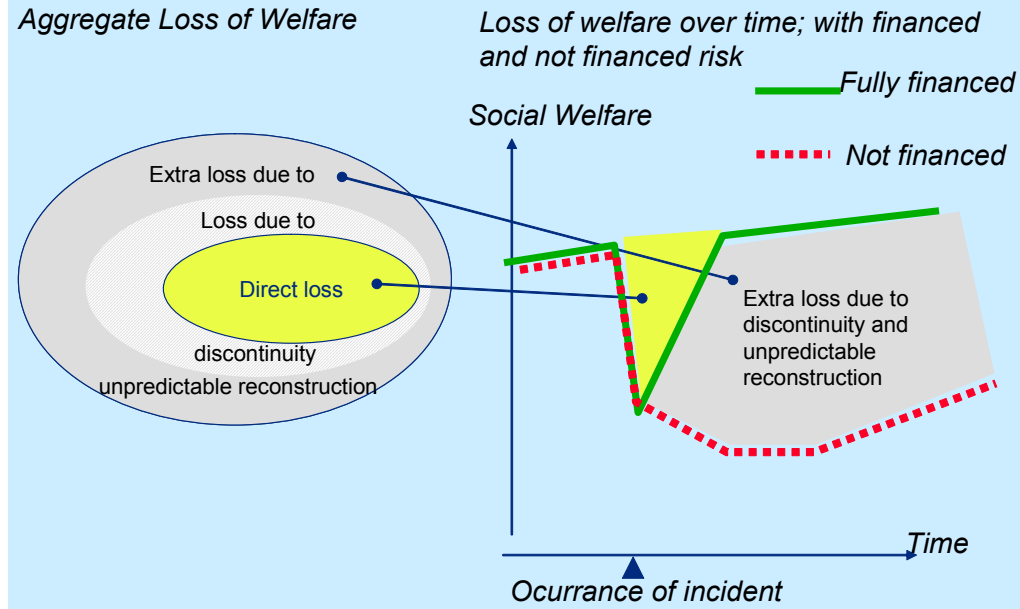 Aggregate Loss of Welfare
Loss of welfare over time; with financed
and not financed risk
Fully financed
Social Welfare
Not financed
Extra loss due to
Loss due to
Direct loss
discontinuity
unpredictable reconstruction
Extra loss due to
discontinuity and
unpredictable
reconstruction
Time
Ocurrance of incident